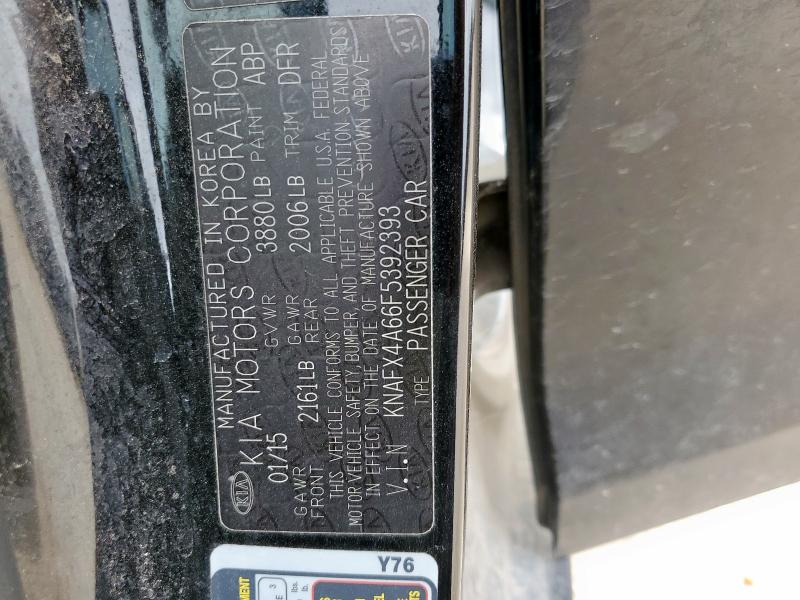 MANUFACTURED IN KOREA BY
KIA KIA MOTORS CORPORATION
01/15 GVWR 3880LB PAINT ABP
GAWR FRONT 2161LB GAWR REAR 2006LB TRIM DFR
THIS VEHICLE CONFORMS TO ALL APPLICABLE U.S.A. FEDERAL
MOTOR VEHICLE SAFETY, BUMPER, AND THEFT PREVENTION STANDARDS
IN EFFECT ON THE DATE OF MANUFACTURE SHOWN ABOVE
V.I.N KNAFX4A66F5392393
TYPE PASSENGER CAR
Y76